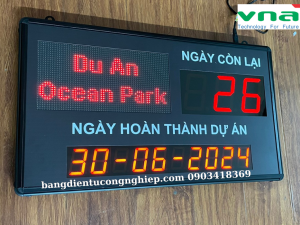 vna
Technology For Future
NGÀY CÒN LẠI
Du An
Ocean Park
26
NGÀY HOÀN THÀNH DỰ ÁN
30-06-2024
bangdientucongnghiep.com 0903418369